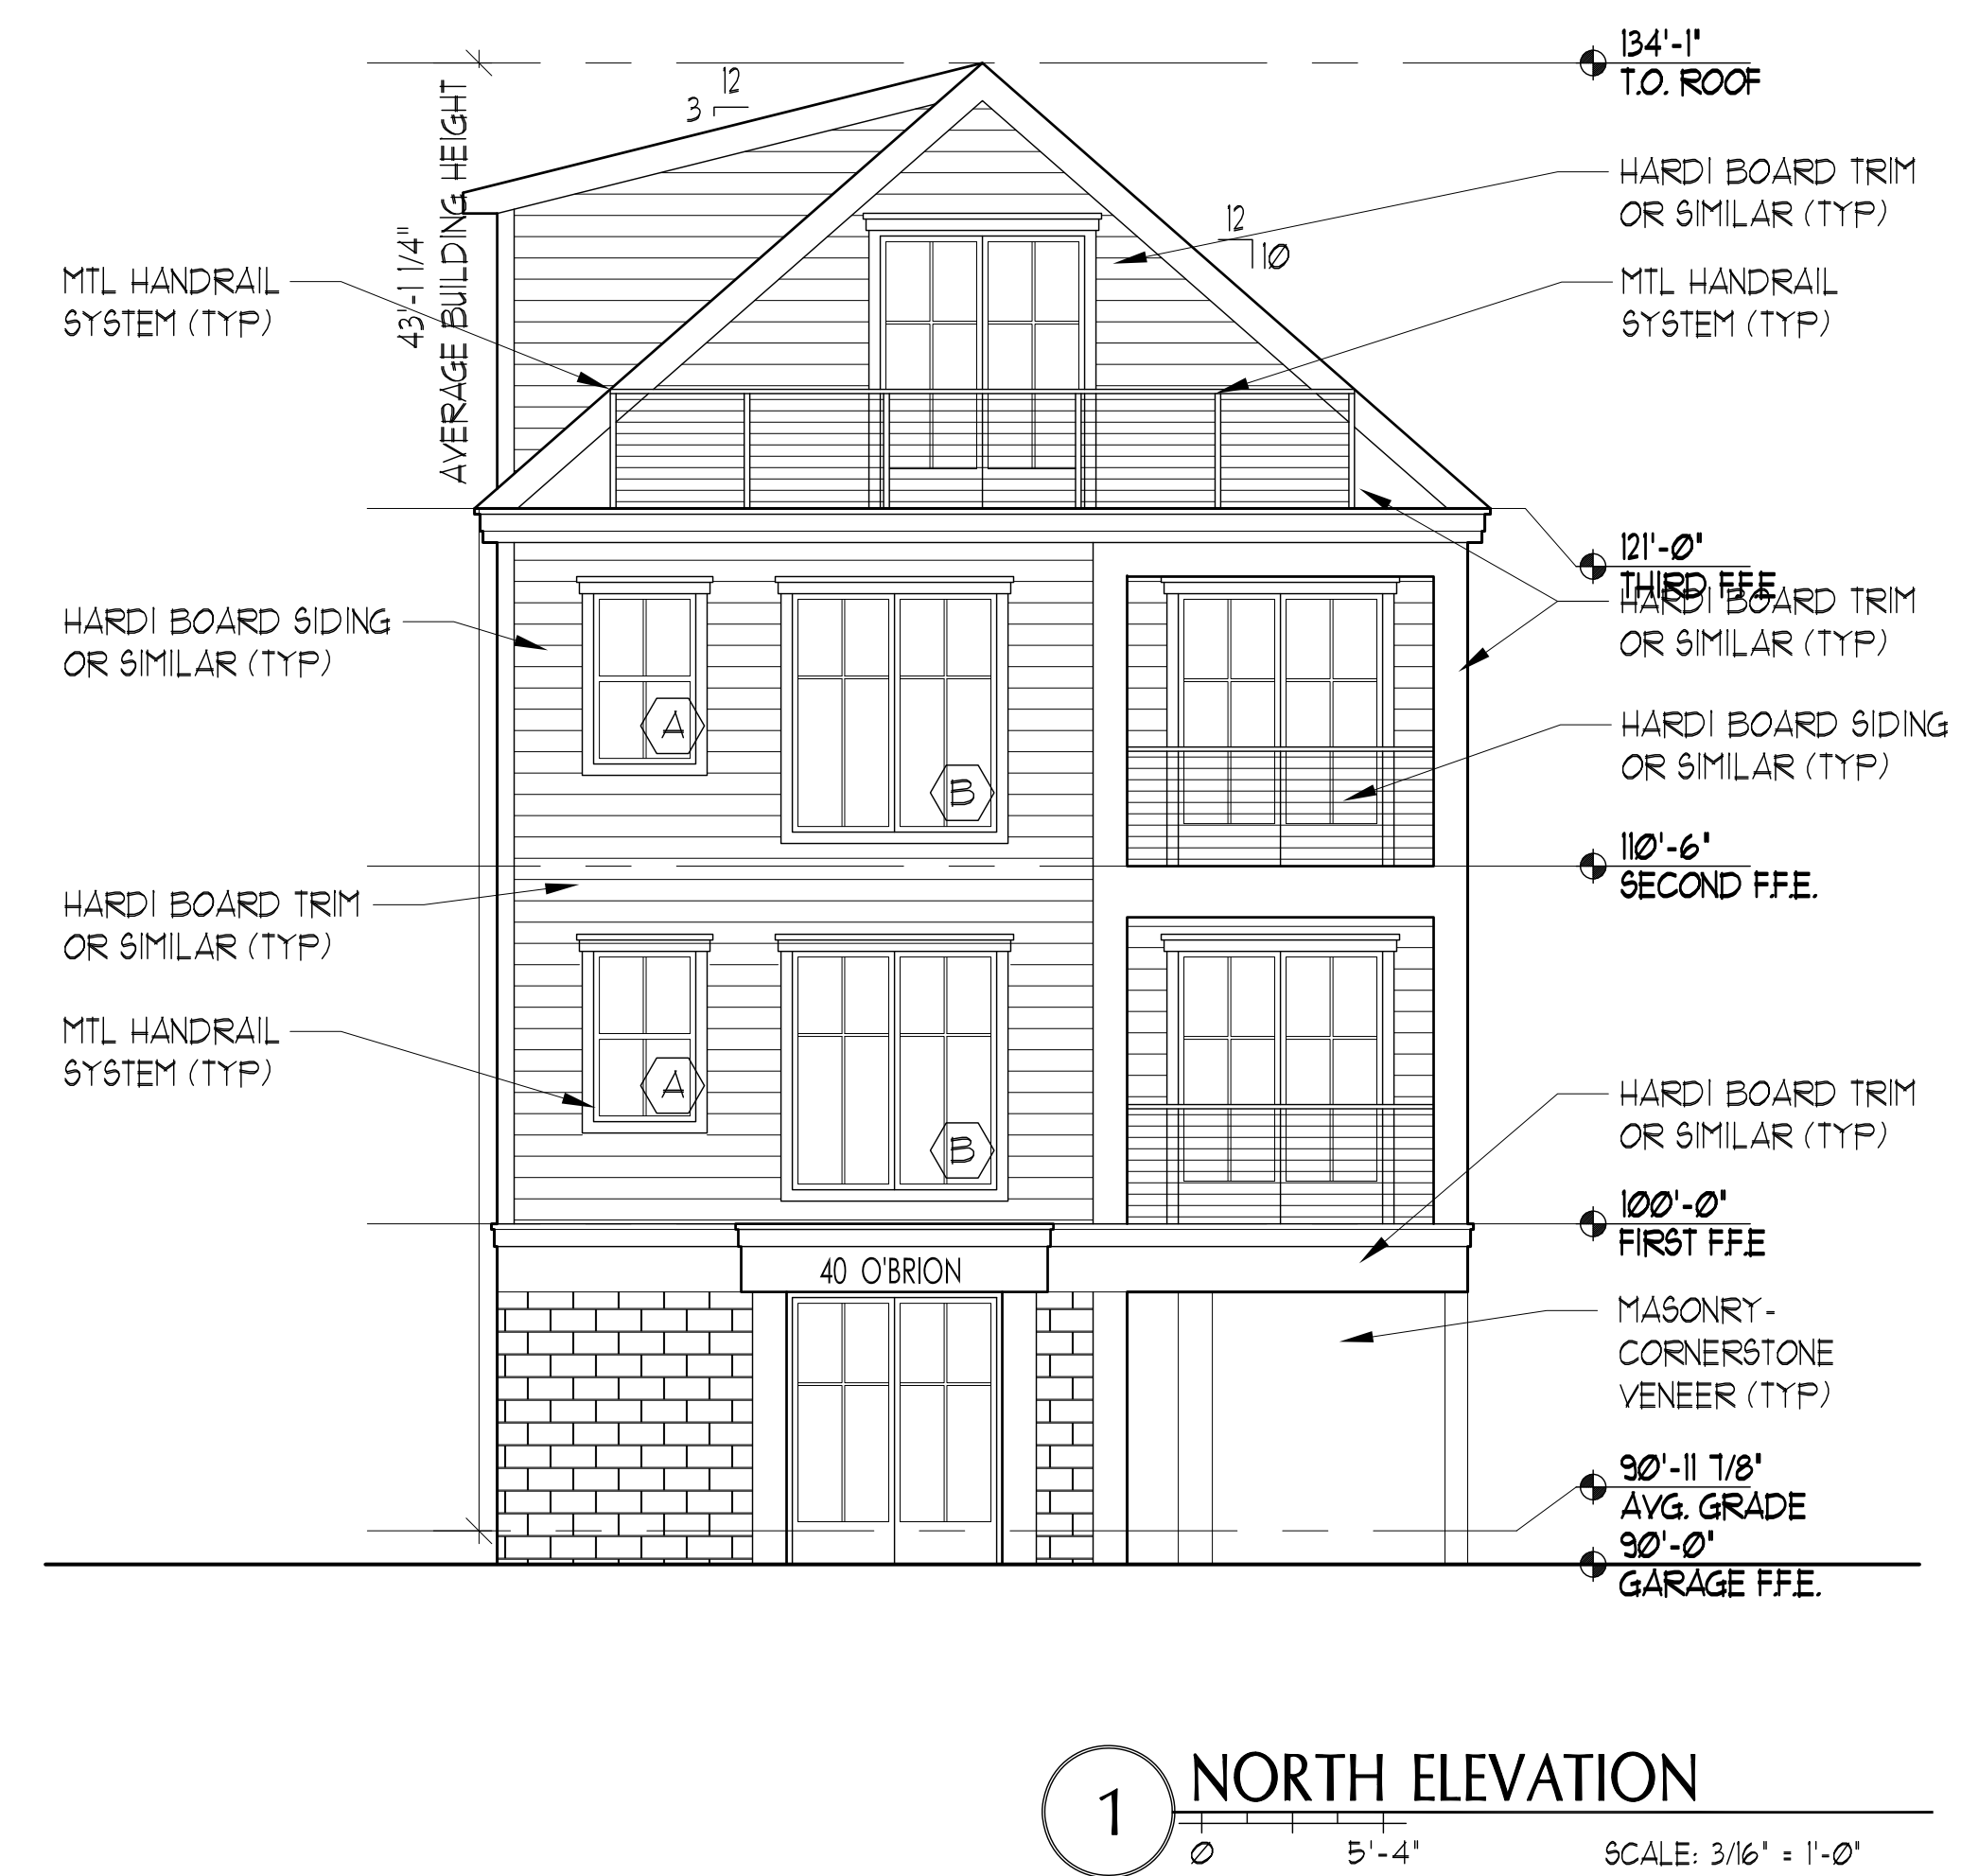 134'-1"
T.O. ROOF
12
3
HARDI BOARD TRIM
OR SIMILAR (TYP)
12
10
MTL HANDRAIL
SYSTEM (TYP)
MTL HANDRAIL
SYSTEM (TYP)
43'-1 1/4"
AVERAGE BUILDING HEIGHT
121'-0"
THIRD F.F.E
HARDI BOARD TRIM
OR SIMILAR (TYP)
HARDI BOARD SIDING
OR SIMILAR (TYP)
A
B
HARDI BOARD SIDING
OR SIMILAR (TYP)
110'-6"
SECOND F.F.E.
HARDI BOARD TRIM
OR SIMILAR (TYP)
MTL HANDRAIL
SYSTEM (TYP)
A
B
HARDI BOARD TRIM
OR SIMILAR (TYP)
100'-0"
FIRST F.F.E
40 O'BRION
MASONRY-
CORNERSTONE
VENEER (TYP)
90'-11 7/8"
AVG. GRADE
90'-0"
GARAGE F.F.E.
1
NORTH ELEVATION
0
5'-4"
SCALE: 3/16" = 1'-0"